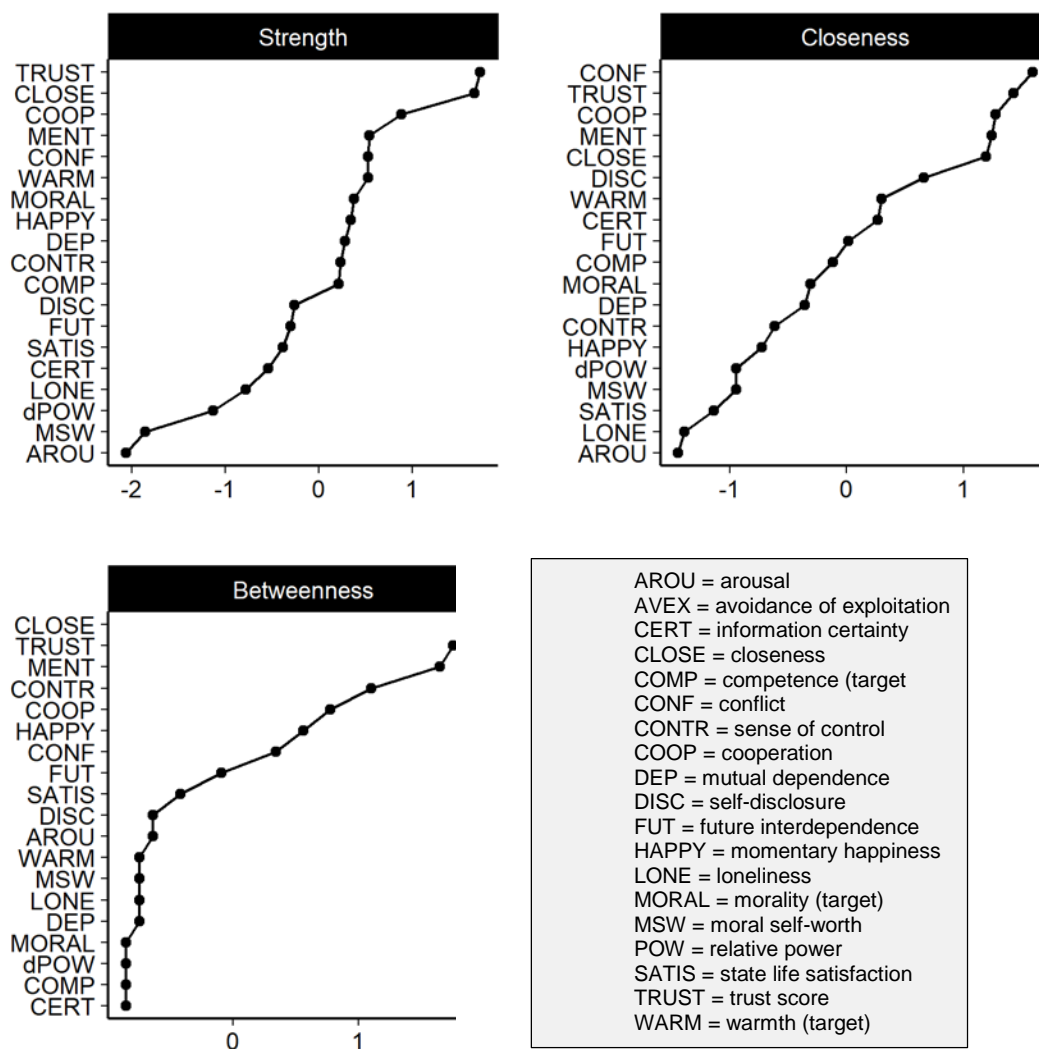 Strength
TRUST
CLOSE
COOP
MENT
CONF
WARM
MORAL
HAPPY
DEP
CONTR
COMP
DISC
FUT
SATIS
CERT
LONE
dPOW
MSW
AROU
-2 -1 0 1
Closeness
CONF
TRUST
COOP
MENT
CLOSE
DISC
WARM
CERT
FUT
COMP
MORAL
DEP
CONTR
HAPPY
dPOW
MSW
SATIS
LONE
AROU
-1 0 1
Betweenness
CLOSE
TRUST
MENT
CONTR
COOP
HAPPY
CONF
FUT
SATIS
DISC
AROU
WARM
MSW
LONE
DEP
MORAL
dPOW
COMP
CERT
0 1
AROU = arousal
AVEX = avoidance of exploitation
CERT = information certainty
CLOSE = closeness
COMP = competence (target
CONF = conflict
CONTR = sense of control
COOP = cooperation
DEP = mutual dependence
DISC = self-disclosure
FUT = future interdependence
HAPPY = momentary happiness
LONE = loneliness
MORAL = morality (target)
MSW = moral self-worth
POW = relative power
SATIS = state life satisfaction
TRUST = trust score
WARM = warmth (target)